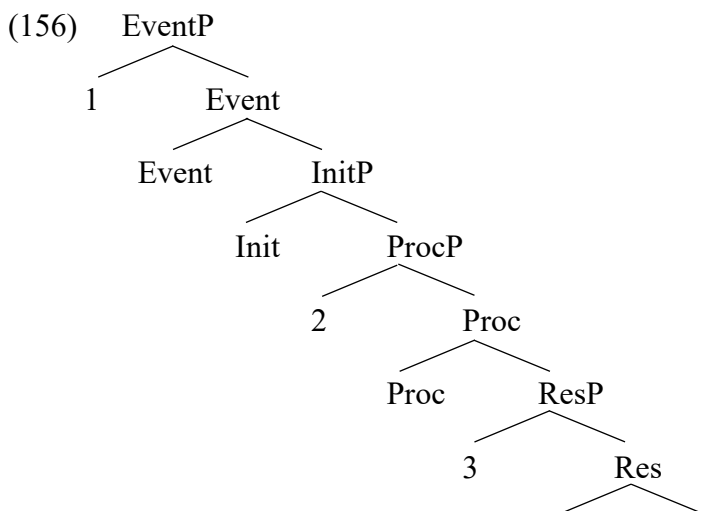 (156) EventP
1 Event
Event InitP
Init ProcP
2 Proc
Proc ResP
3 Res